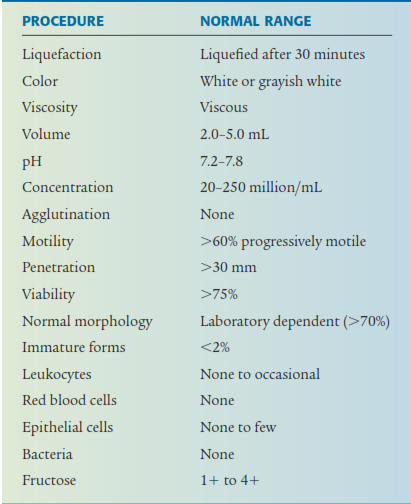 PROCEDURE NORMAL RANGE
Liquefaction Liquefied after 30 minutes
Color White or grayish white
Viscosity Viscous
Volume 2.0–5.0 mL
pH 7.2–7.8
Concentration 20–250 million/mL
Agglutination None
Motility >60% progressively motile
Penetration >30 mm
Viability >75%
Normal morphology Laboratory dependent (>70%)
Immature forms <2%
Leukocytes None to occasional
Red blood cells None
Epithelial cells None to few
Bacteria None
Fructose 1+ to 4+